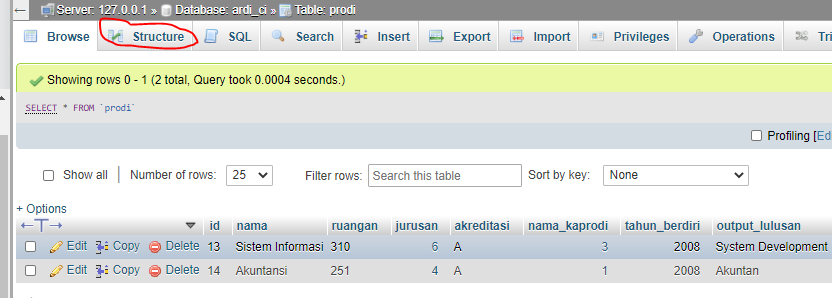 Server: 127.0.0.1 » Database: ardi_ci » Table: prodi
Browse Structure SQL Search Insert Export Import Privileges Operations Tri
Showing rows 0 - 1 (2 total, Query took 0.0004 seconds.)
SELECT * FROM `prodi`
Profiling [Ed
Show all Number of rows: 25 Filter rows: Search this table Sort by key: None
+ Options
id nama ruangan jurusan akreditasi nama_kaprodi tahun_berdiri output_lulusan
Edit Copy Delete 13 Sistem Informasi 310 6 A 3 2008 System Development
Edit Copy Delete 14 Akuntansi 251 4 A 1 2008 Akuntan